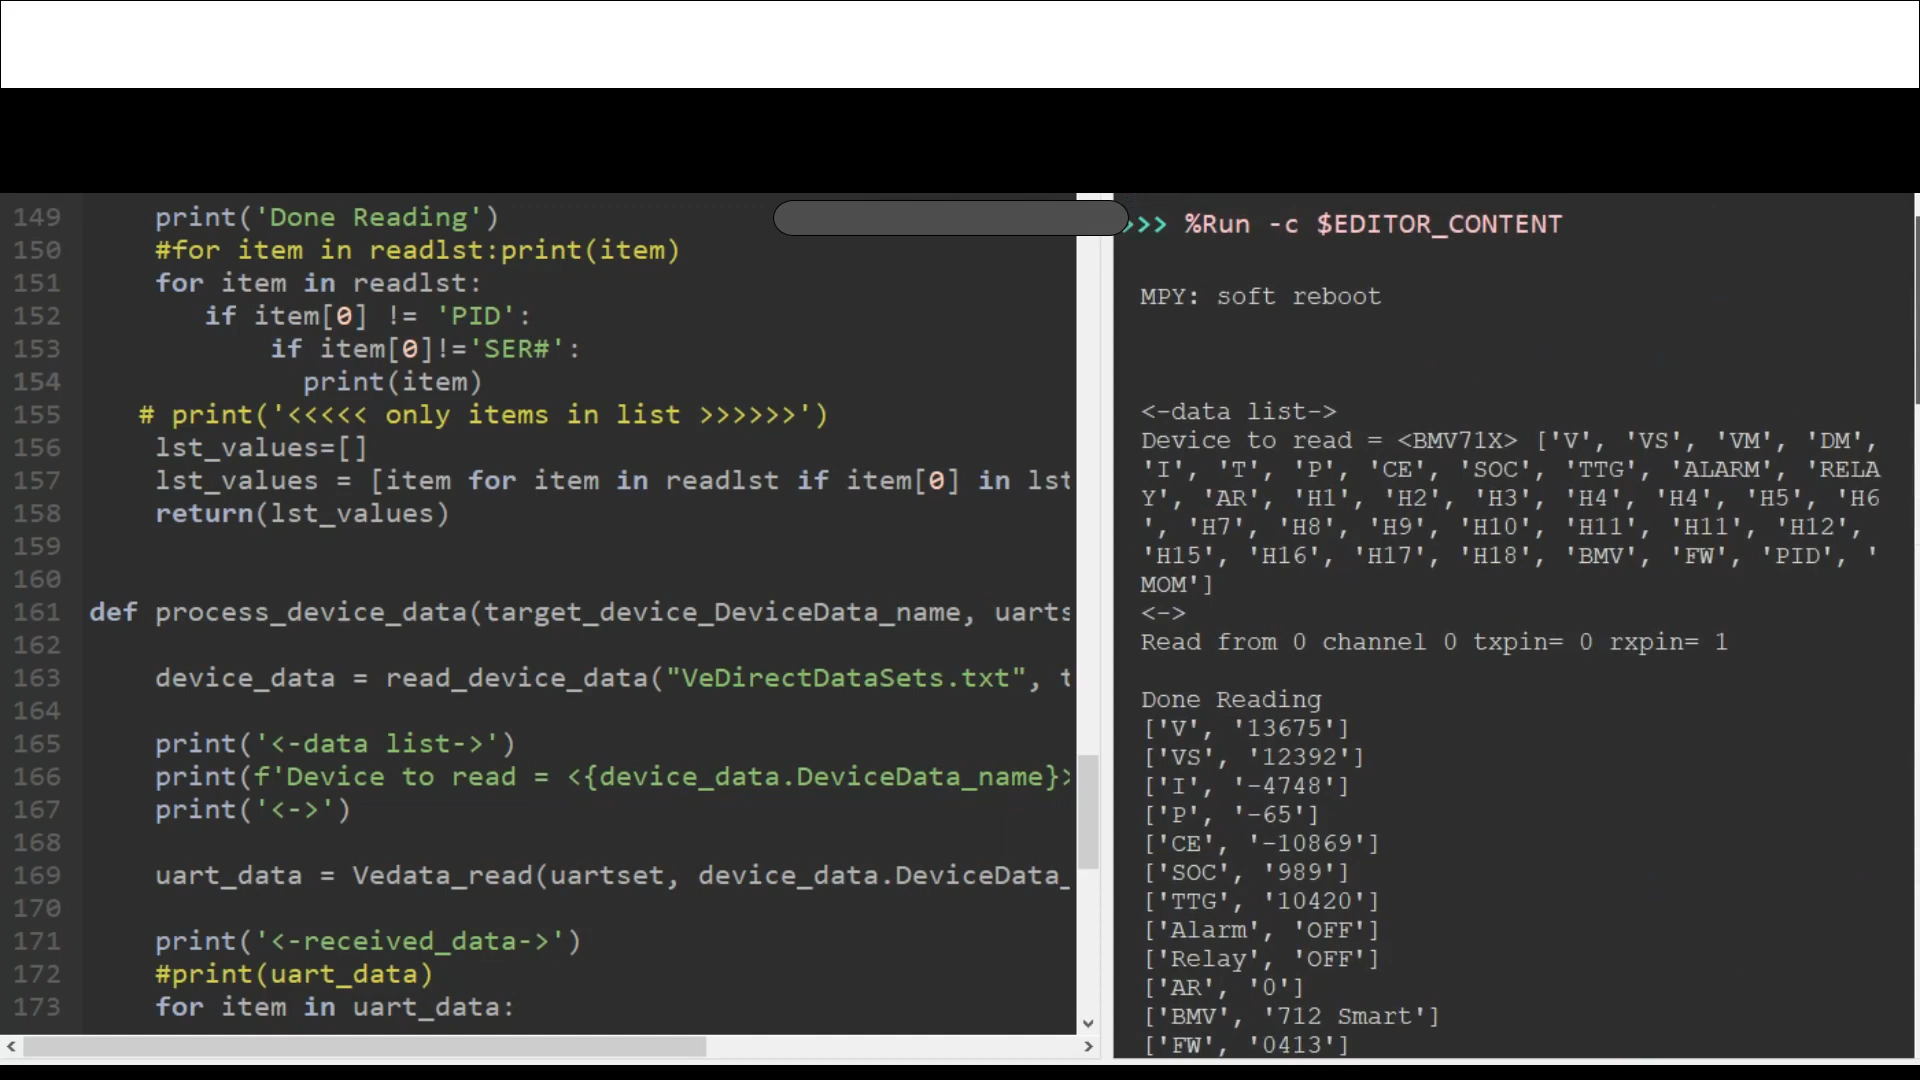 149 print('Done Reading')
150 #for item in readlst:print(item)
151 for item in readlst:
152 if item[0] != 'PID':
153 if item[0]!='SER#':
154 print(item)
155 # print('<<<<< only items in list >>>>>>')
156 lst_values=[]
157 lst_values = [item for item in readlst if item[0] in lst
158 return(lst_values)
159
160
161 def process_device_data(target_device_DeviceData_name, uarts
162
163 device_data = read_device_data("VeDirectDataSets.txt", t
164
165 print('<-data list->')
166 print(f'Device to read = <{device_data.DeviceData_name}>
167 print('<->')
168
169 uart_data = Vedata_read(uartset, device_data.DeviceData_
170
171 print('<-received_data->')
172 #print(uart_data)
173 for item in uart_data:
>>> %Run -c $EDITOR_CONTENT
MPY: soft reboot
<-data list->
Device to read = <BMV71X> ['V', 'VS', 'VM', 'DM',
'I', 'T', 'P', 'CE', 'SOC', 'TTG', 'ALARM', 'RELA
Y', 'AR', 'H1', 'H2', 'H3', 'H4', 'H4', 'H5', 'H6
', 'H7', 'H8', 'H9', 'H10', 'H11', 'H11', 'H12',
'H15', 'H16', 'H17', 'H18', 'BMV', 'FW', 'PID', '
MOM']
<->
Read from 0 channel 0 txpin= 0 rxpin= 1
Done Reading
['V', '13675']
['VS', '12392']
['I', '-4748']
['P', '-65']
['CE', '-10869']
['SOC', '989']
['TTG', '10420']
['Alarm', 'OFF']
['Relay', 'OFF']
['AR', '0']
['BMV', '712 Smart']
['FW', '0413']